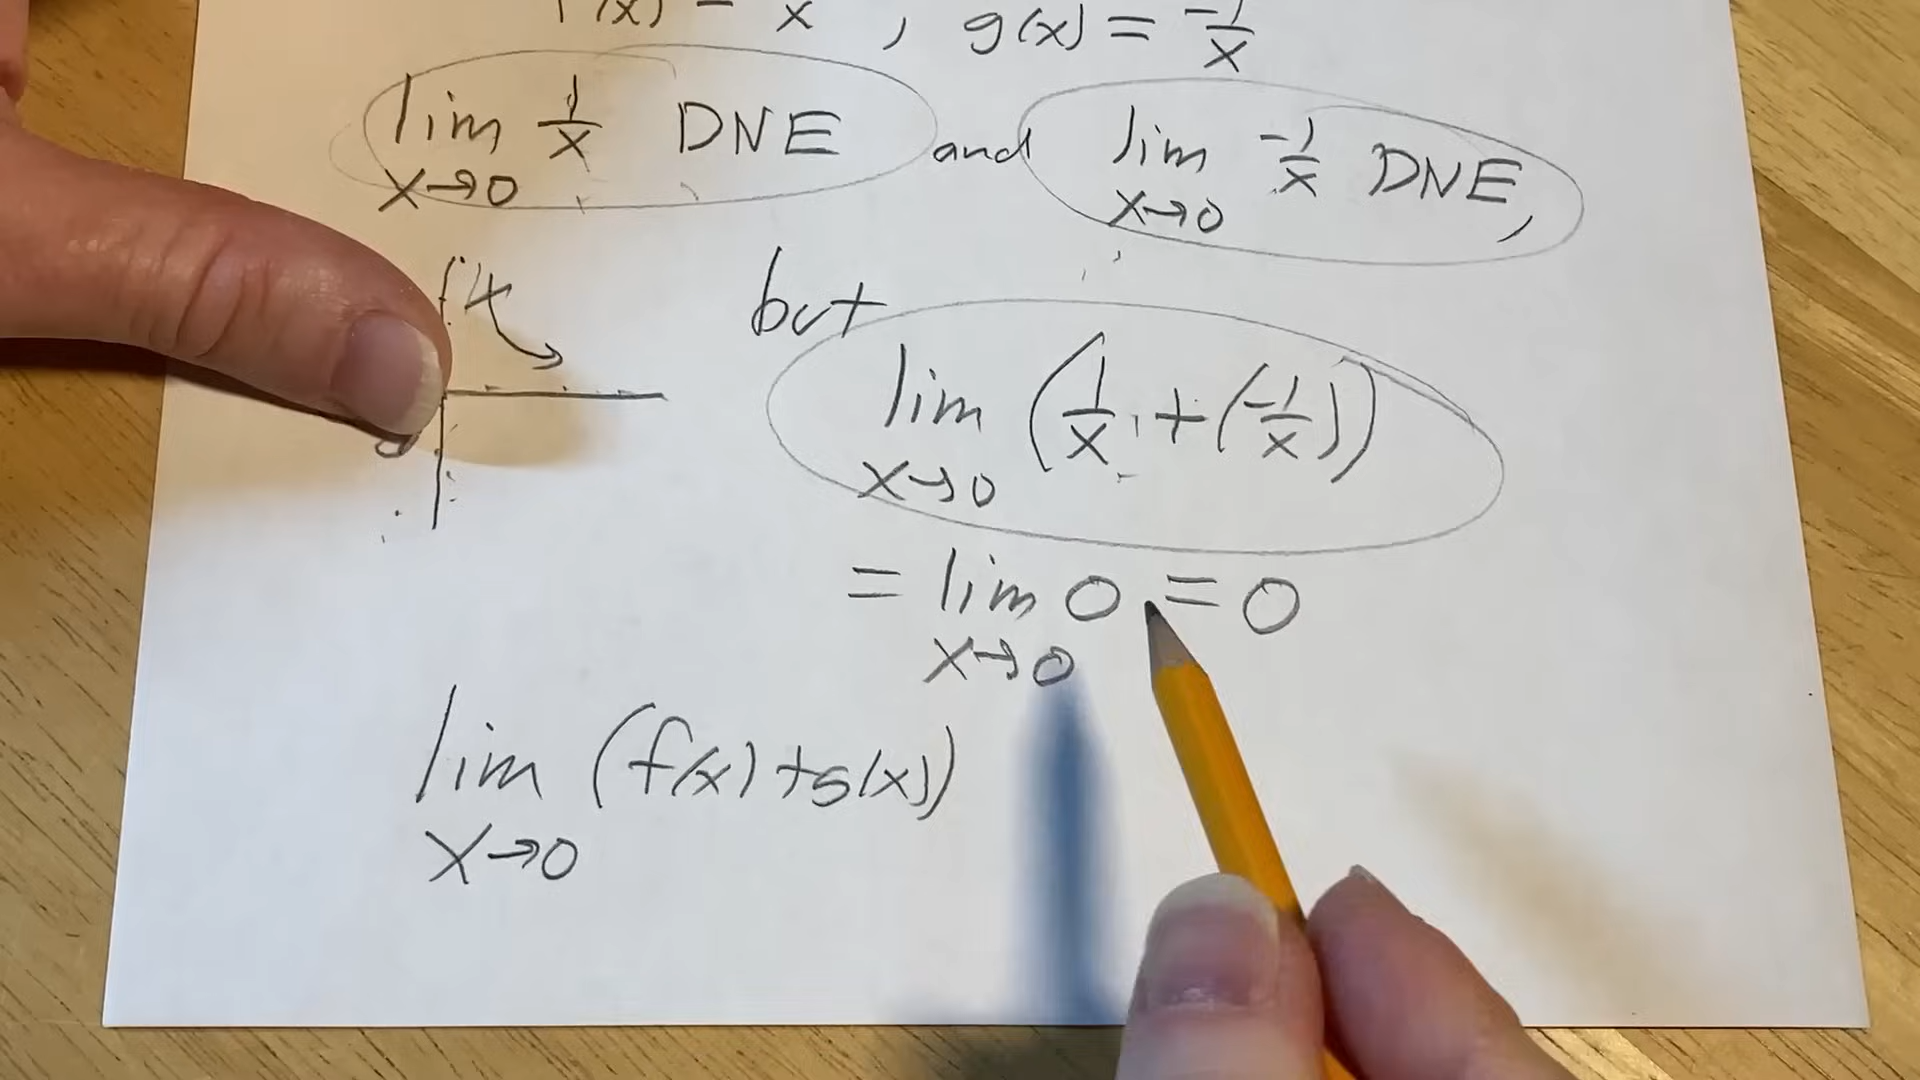 f(x) = 1/x , g(x) = -1/x
lim x→0 1/x DNE and lim x→0 -1/x DNE,
but
lim x→0 (1/x + (-1/x))
= lim x→0 0 = 0
lim x→0 (f(x)+g(x))